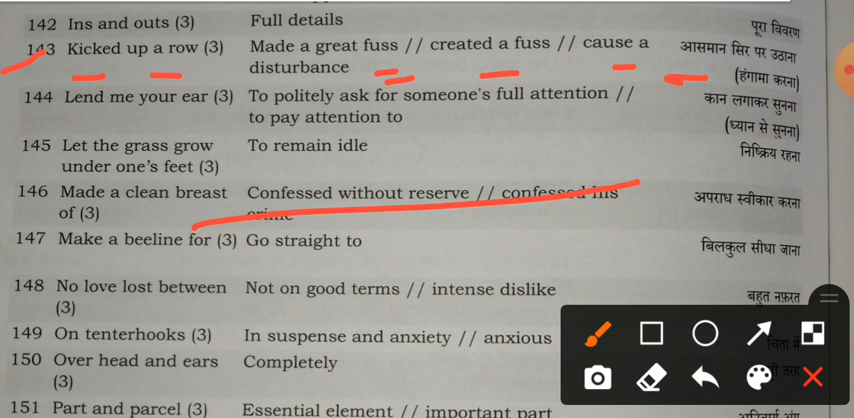 142 Ins and outs (3) Full details पूरा विवरण
143 Kicked up a row (3) Made a great fuss // created a fuss // cause a आसमान सिर पर उठाना
disturbance (हंगामा करना)
144 Lend me your ear (3) To politely ask for someone's full attention // कान लगाकर सुनना
to pay attention to (ध्यान से सुनना)
145 Let the grass grow To remain idle निष्क्रिय रहना
under one's feet (3)
146 Made a clean breast Confessed without reserve // confessed his अपराध स्वीकार करना
of (3) crime
147 Make a beeline for (3) Go straight to बिलकुल सीधा जाना
148 No love lost between Not on good terms // intense dislike बहुत नफ़रत
(3)
149 On tenterhooks (3) In suspense and anxiety // anxious चिंता में
150 Over head and ears Completely तरह
(3)
151 Part and parcel (3) Essential element // important part